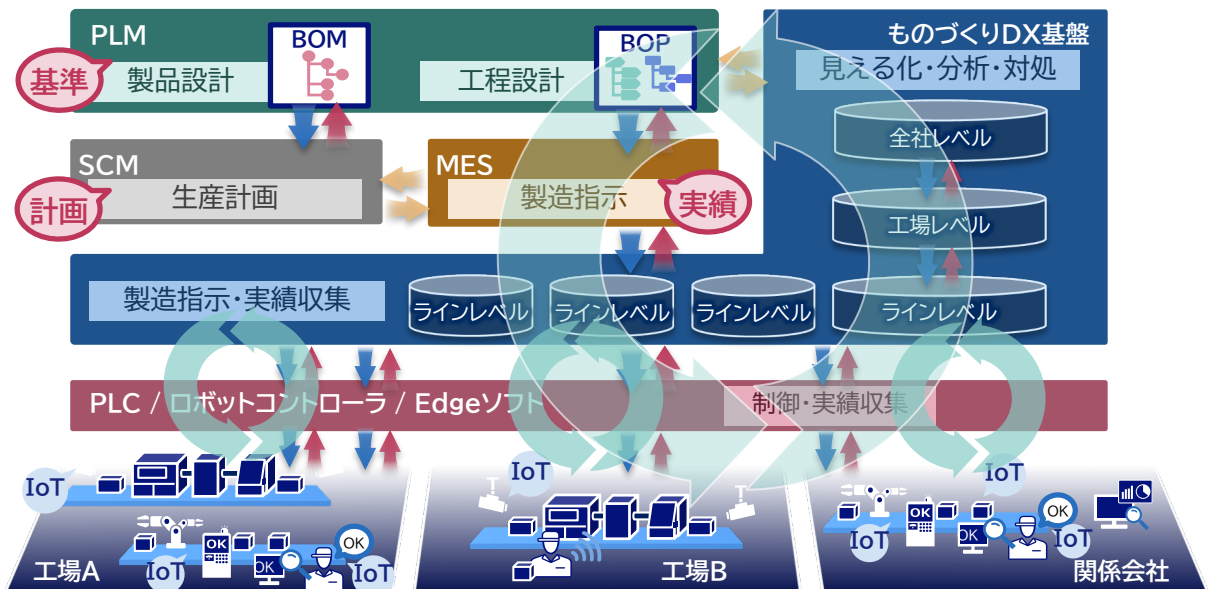 PLM
BOM
BOP
ものづくりDX基盤
基準
製品設計
工程設計
見える化・分析・対処
全社レベル
SCM
MES
計画
生産計画
製造指示
実績
工場レベル
製造指示・実績収集
ラインレベル
ラインレベル
ラインレベル
ラインレベル
PLC / ロボットコントローラ / Edgeソフト
制御・実績収集
IoT
IoT
IoT
OK
OK
OK
IoT
IoT
工場A
工場B
OK
OK
OK
IoT
IoT
関係会社